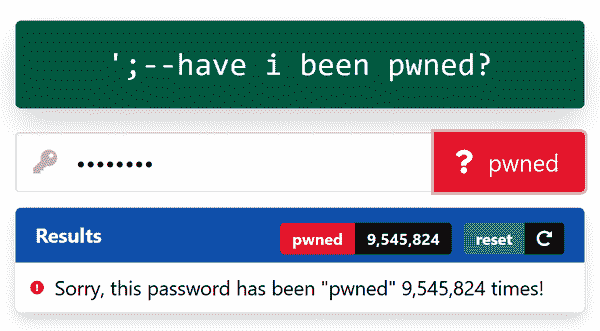 ';--have i been pwned?
•••••••• ? pwned
Results pwned 9,545,824 reset
Sorry, this password has been "pwned" 9,545,824 times!